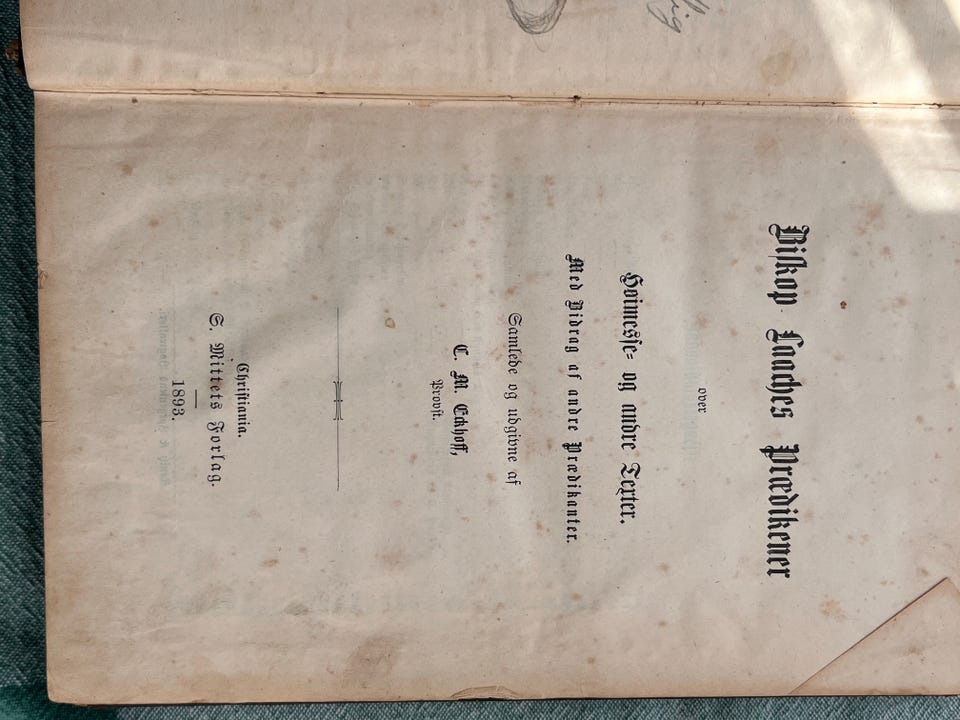 Biskop Laaches Prædikener
over
Høimesse= og andre Texter.
Med Bidrag af andre Prædikanter.
Samlede og udgivne af
C. M. Eckhoff,
Provst.
Christiania.
S. Mittets Forlag.
1893.